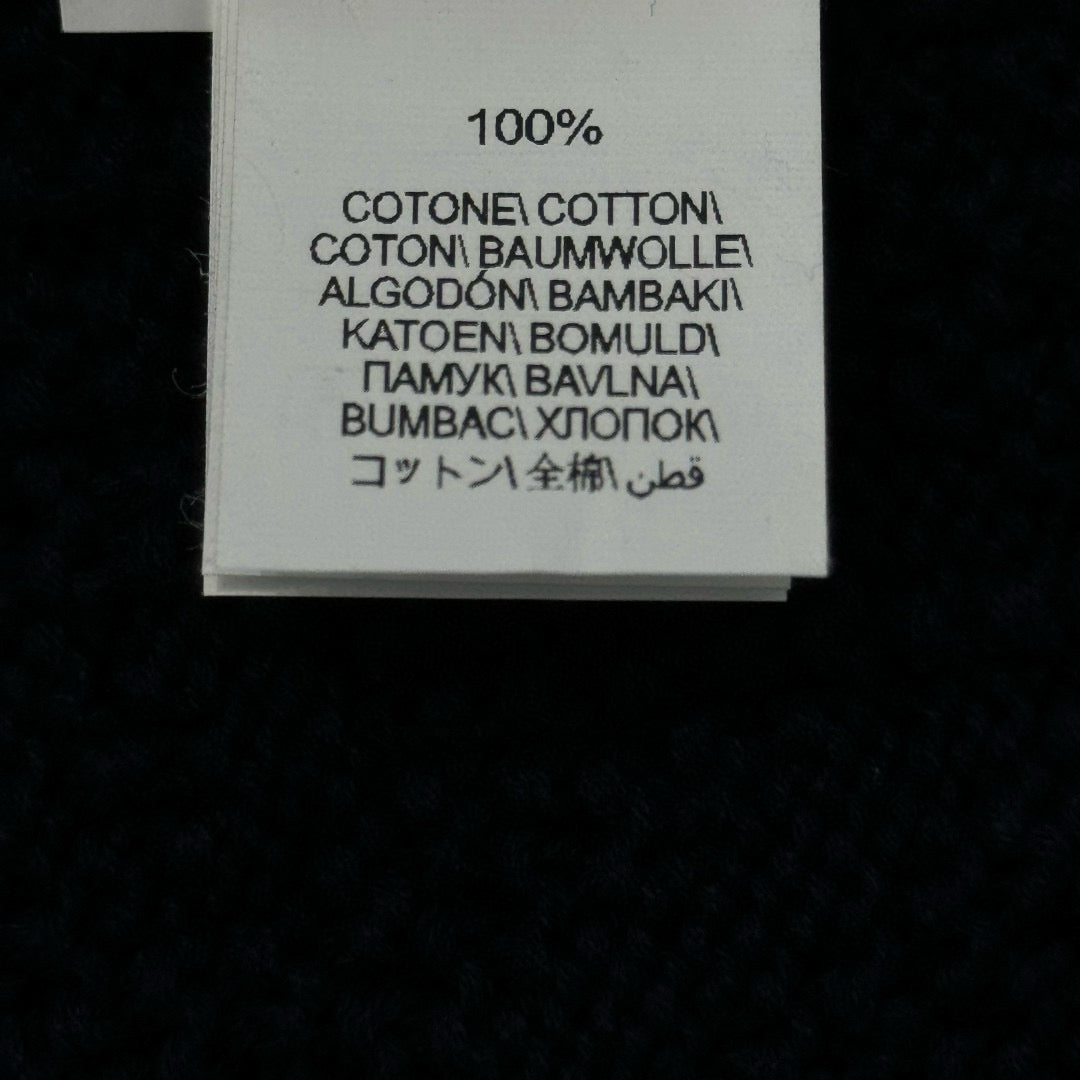 100%
COTONE\ COTTON\
COTON\ BAUMWOLLE\
ALGODÓN\ BAMBAKI\
KATOEN\ BOMULD\
ПАМУК\ BAVLNA\
BUMBAC\ ХЛОПОК\
コットン\ 全棉\ قطن